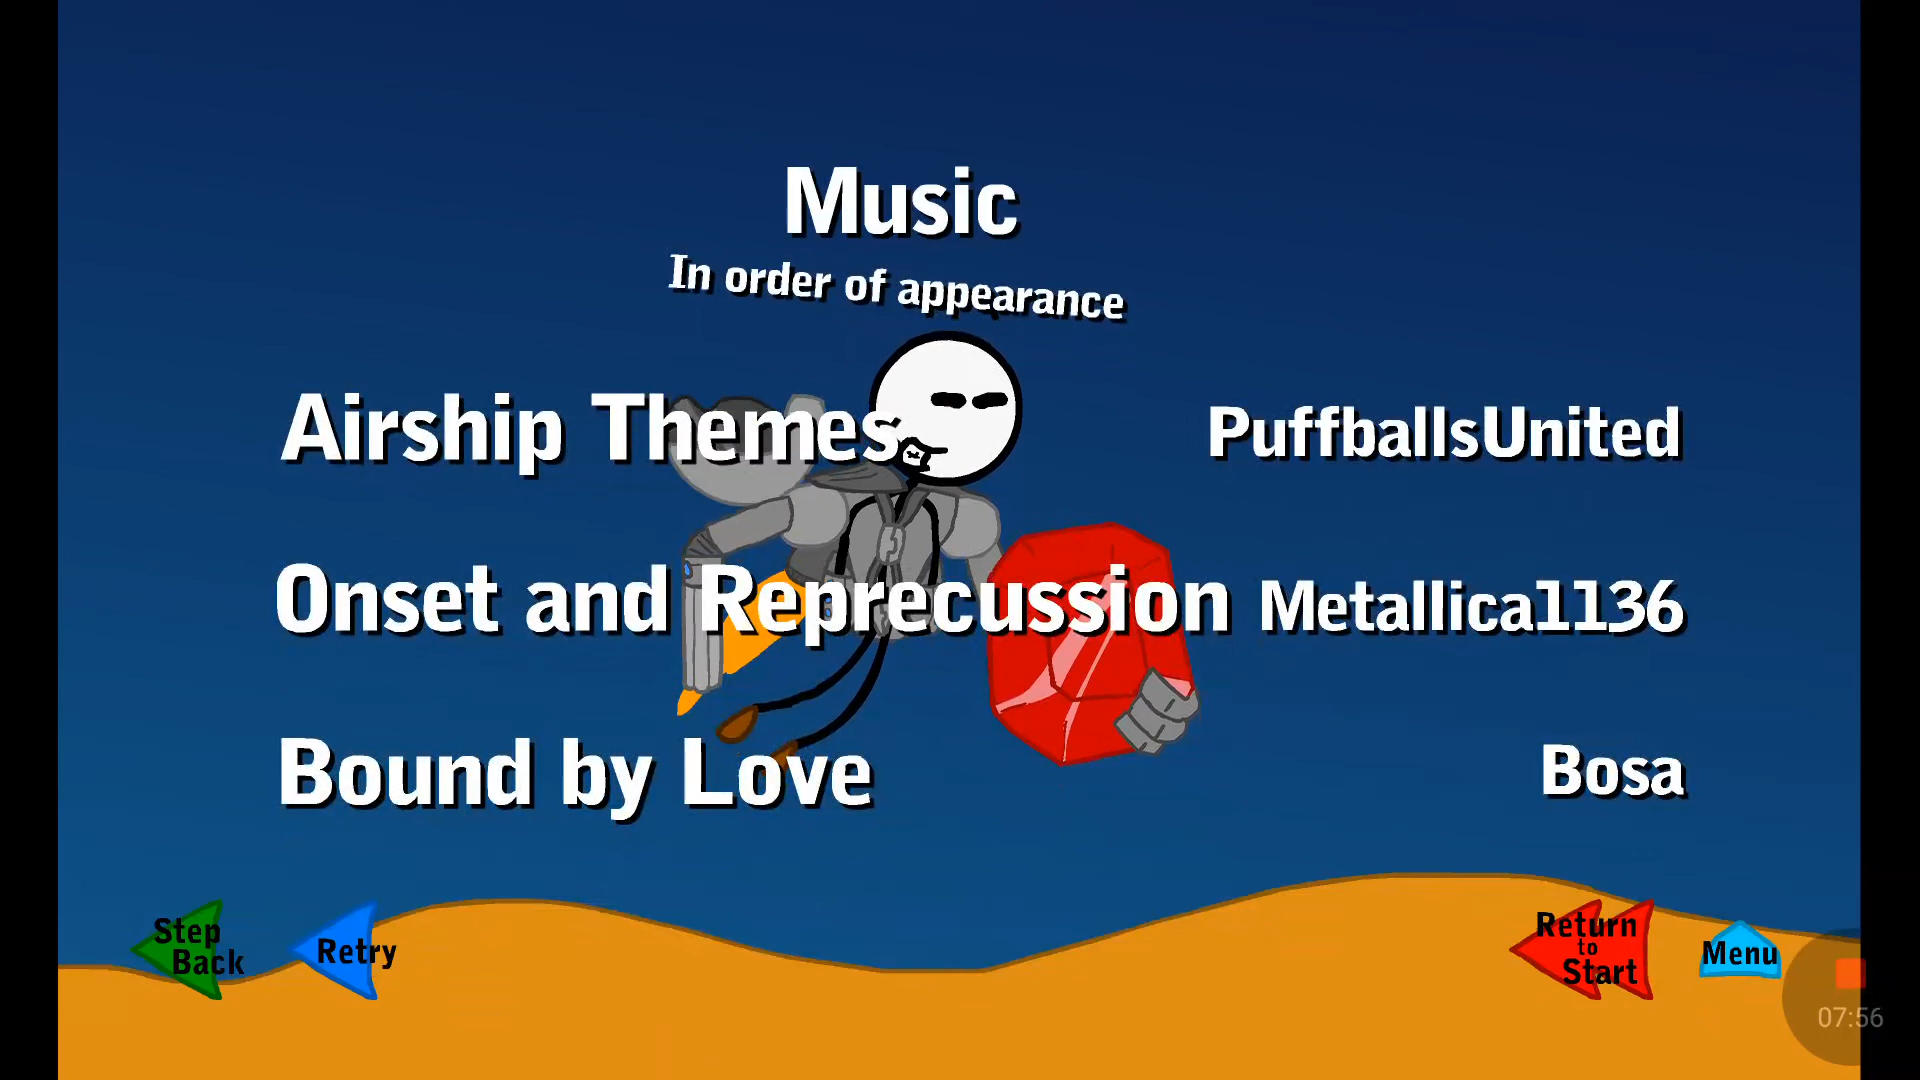 Music
In order of appearance
Airship Themes PuffballsUnited
Onset and Reprecussion Metallica1136
Bound by Love Bosa
Step Back
Retry
Return to Start
Menu
07:56